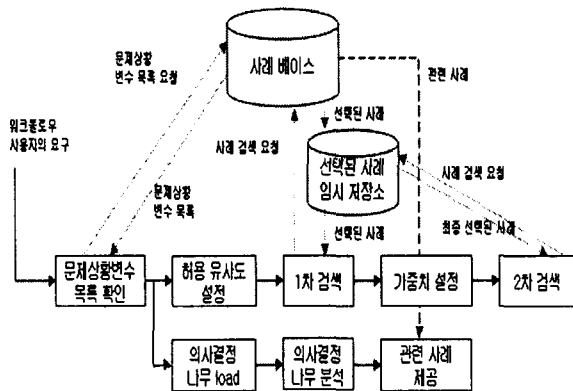 문제상황
변수 목록 요청
사례 베이스
관련 사례
워크플로우
사용자의 요구
선택된 사례
사례 검색 요청
선택된 사례
임시 저장소
사례 검색 요청
문제상황
변수 목록
선택된 사례
최종 선택된 사례
문제상황변수
목록 확인
허용 유사도
설정
1차 검색
가중치 설정
2차 검색
의사결정
나무 load
의사결정
나무 분석
관련 사례
제공